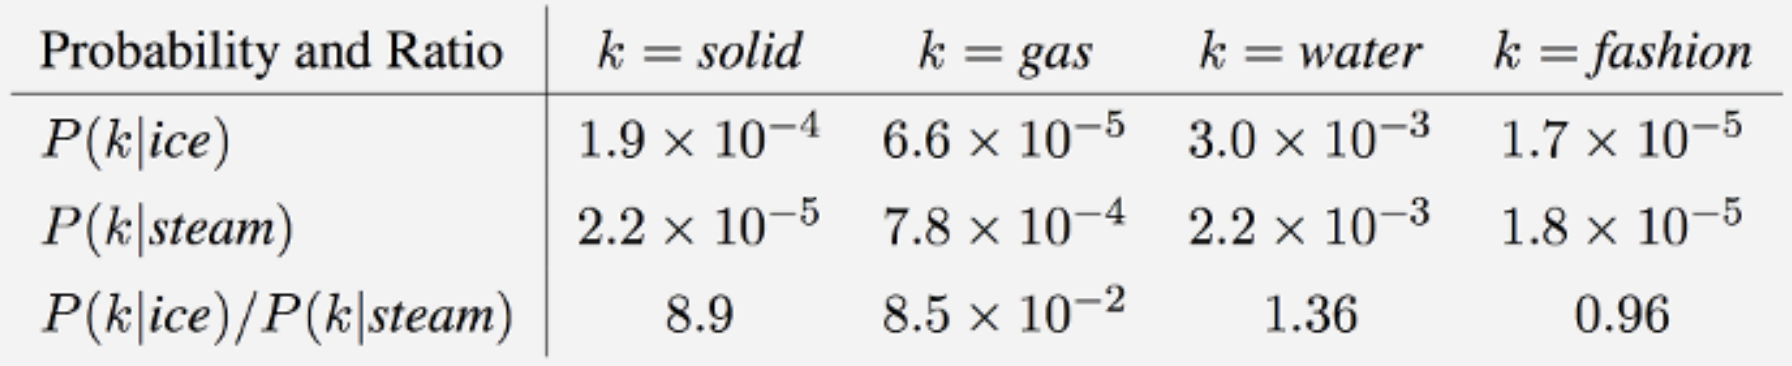 Probability and Ratio k = solid k = gas k = water k = fashion
P(k|ice) 1.9 × 10⁻⁴ 6.6 × 10⁻⁵ 3.0 × 10⁻³ 1.7 × 10⁻⁵
P(k|steam) 2.2 × 10⁻⁵ 7.8 × 10⁻⁴ 2.2 × 10⁻³ 1.8 × 10⁻⁵
P(k|ice)/P(k|steam) 8.9 8.5 × 10⁻² 1.36 0.96